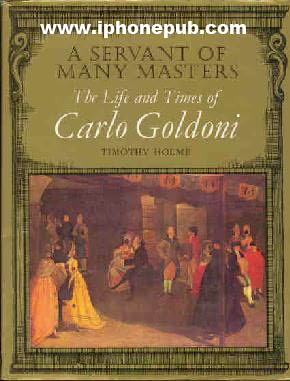 www.iphonepub.com
A SERVANT OF
MANY MASTERS
The Life and Times of
Carlo Goldoni
TIMOTHY HOLME